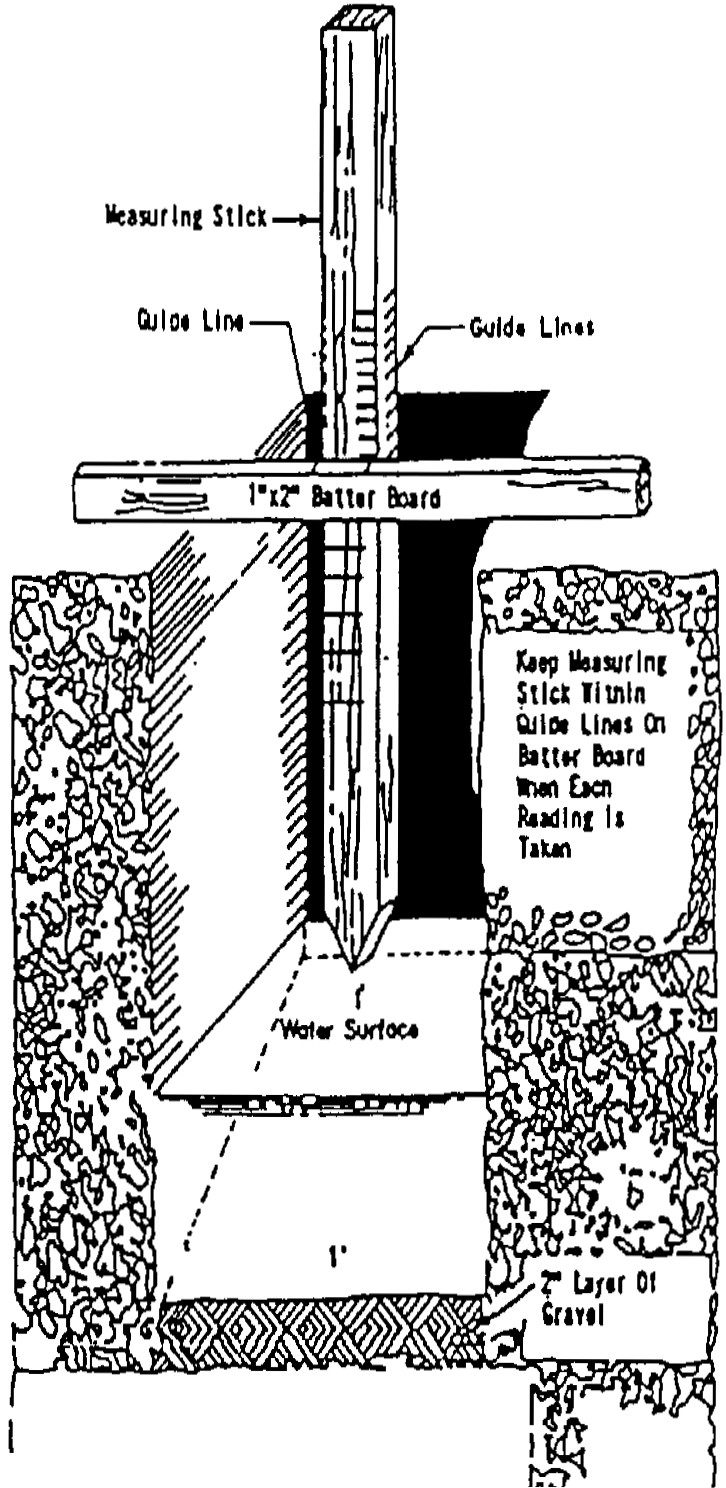 Measuring Stick
Guide Line
Guide Lines
1"x2" Batter Board
Keep Measuring
Stick Within
Guide Lines On
Batter Board
When Each
Reading is
Taken
Water Surface
1'
2" Layer Of
Gravel